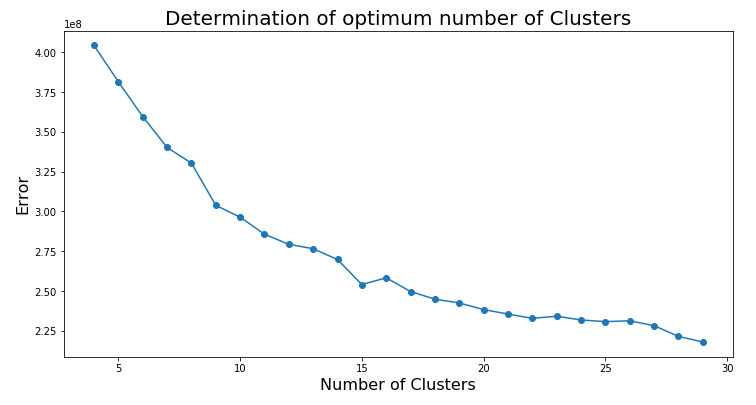 Determination of optimum number of Clusters
1e8
4.00
3.75
3.50
3.25
3.00
2.75
2.50
2.25
Error
5 10 15 20 25 30
Number of Clusters